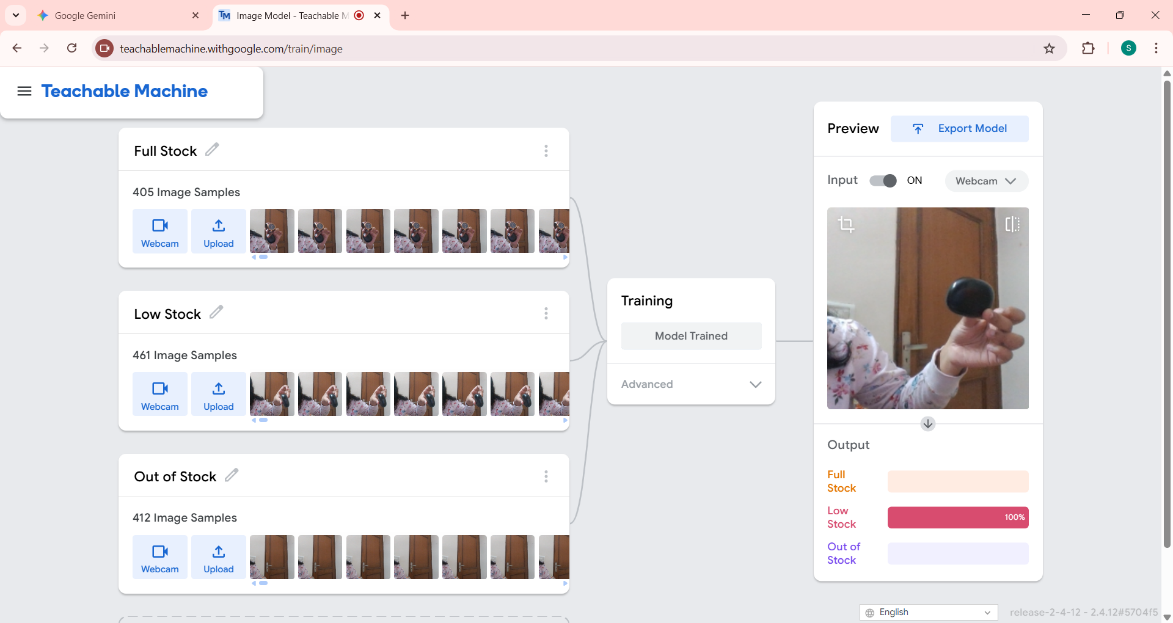 Google Gemini
Image Model - Teachable M
teachablemachine.withgoogle.com/train/image
S
Teachable Machine
Full Stock
405 Image Samples
Webcam
Upload
Low Stock
461 Image Samples
Webcam
Upload
Out of Stock
412 Image Samples
Webcam
Upload
Training
Model Trained
Advanced
Preview
Export Model
Input
ON
Webcam
Output
Full
Stock
Low
Stock
100%
Out of
Stock
English
release-2-4-12 - 2.4.12#5704f5